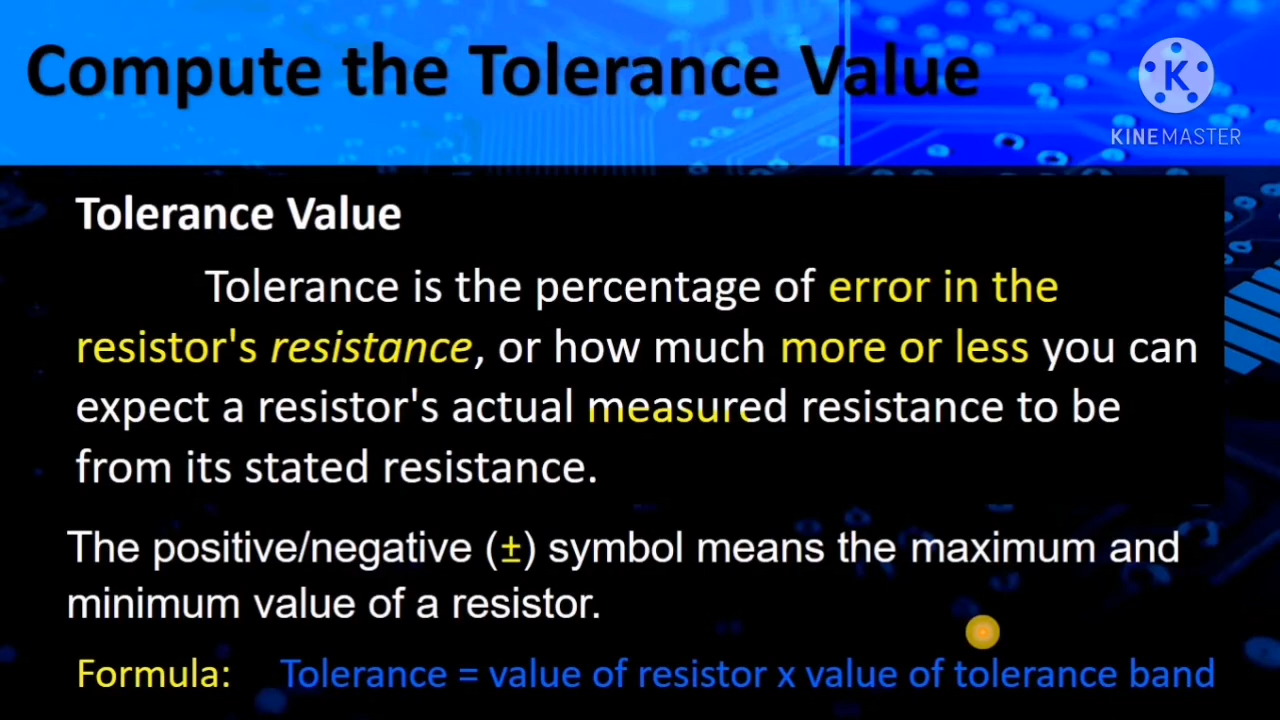 Compute the Tolerance Value
K
KINEMASTER
Tolerance Value
Tolerance is the percentage of error in the
resistor's resistance, or how much more or less you can
expect a resistor's actual measured resistance to be
from its stated resistance.
The positive/negative (±) symbol means the maximum and
minimum value of a resistor.
Formula: Tolerance = value of resistor x value of tolerance band